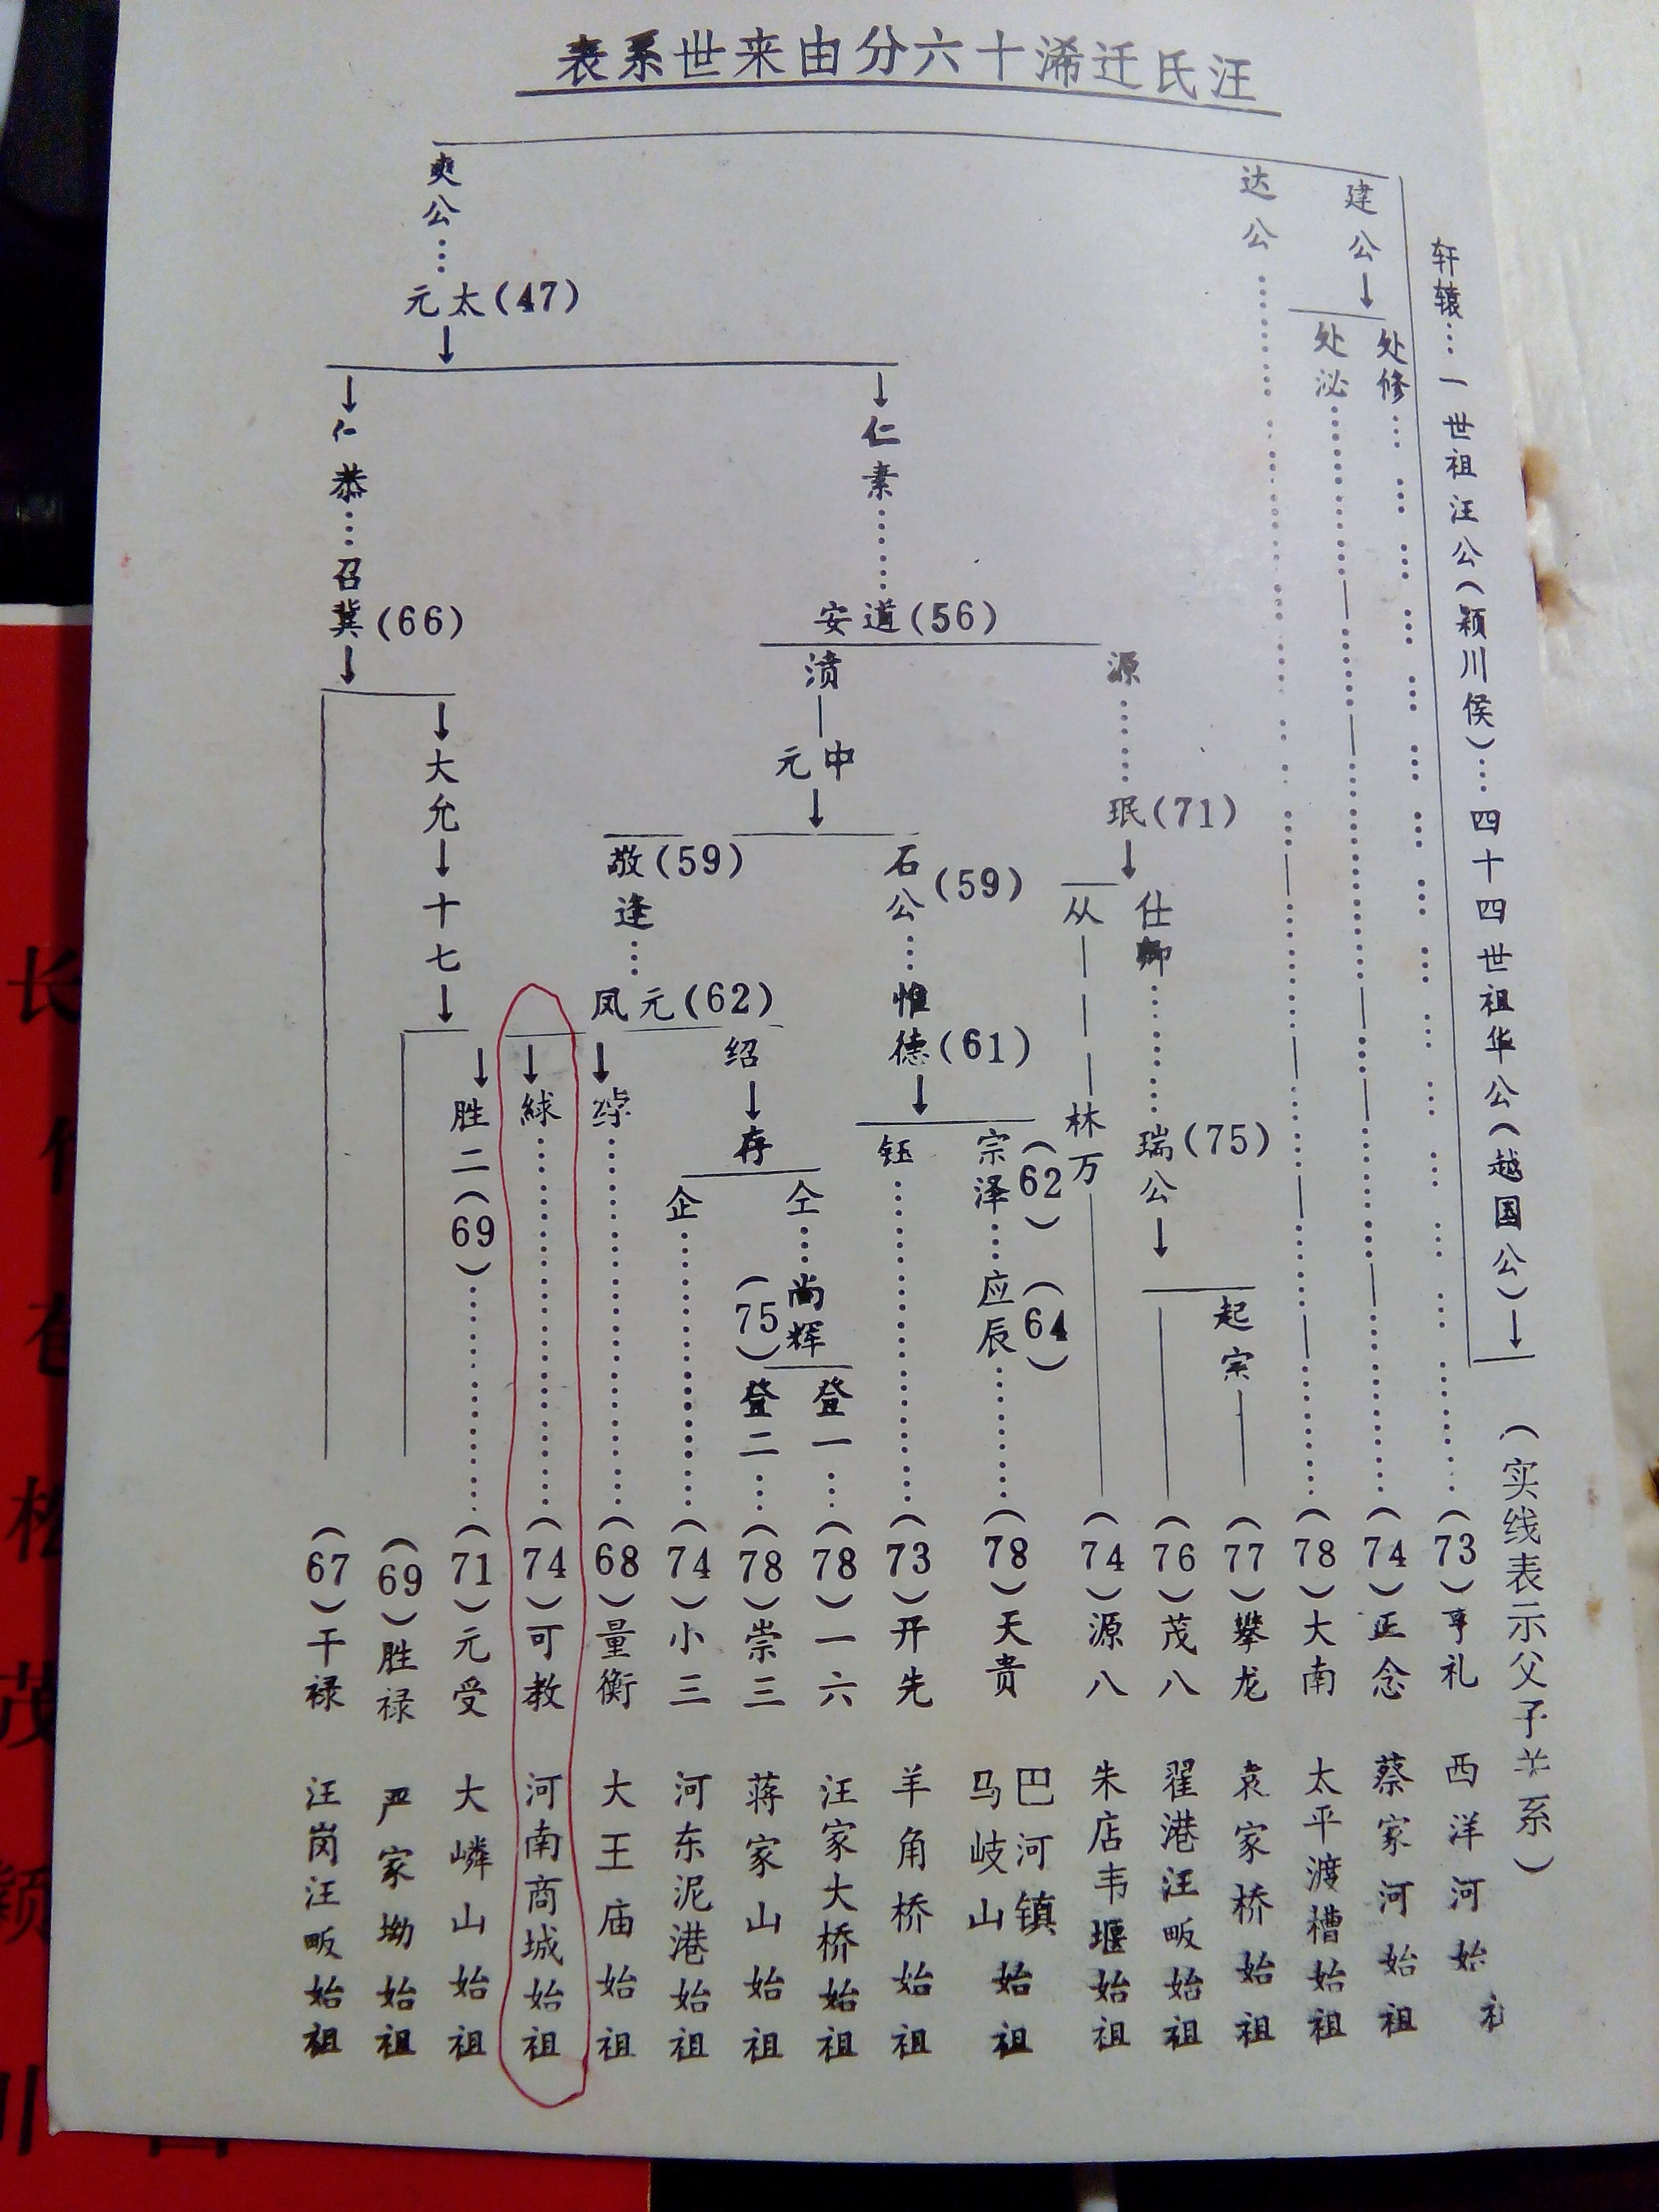 汪氏迁浠十六分由来世系表
轩辕…一世祖汪公(颍川侯)…四十四世祖华公(越国公)↓
(实线表示父子关系)
建公↓
处修
处泌
达公
爽公
元太(47)
仁素
仁恭
召冀(66)
安道(56)
源
渍
元中
珉(71)
仕卿
从
林万
瑞公(75)
起宗
石公(59)
惟德(61)
宗泽(62)
应辰(64)
钰
敬逢(59)
凤元(62)
绍
存
仝
企
尚辉(75)
登一
登二
綧
絿
大允
十七
胜二(69)
(73)亨礼 西洋河始祖
(74)正念 蔡家河始祖
(78)大南 太平渡槽始祖
(77)攀龙 袁家桥始祖
(76)茂八 翟港汪畈始祖
(74)源八 朱店韦堰始祖
(78)天贵 巴河镇马岐山始祖
(73)开先 羊角桥始祖
(78)一六 汪家大桥始祖
(78)崇三 蒋家山始祖
(74)小三 河东泥港始祖
(68)量衡 大王庙始祖
(74)可教 河南商城始祖
(71)元受 大嶙山始祖
(69)胜禄 严家坳始祖
(67)干禄 汪岗汪畈始祖
长
松
茂